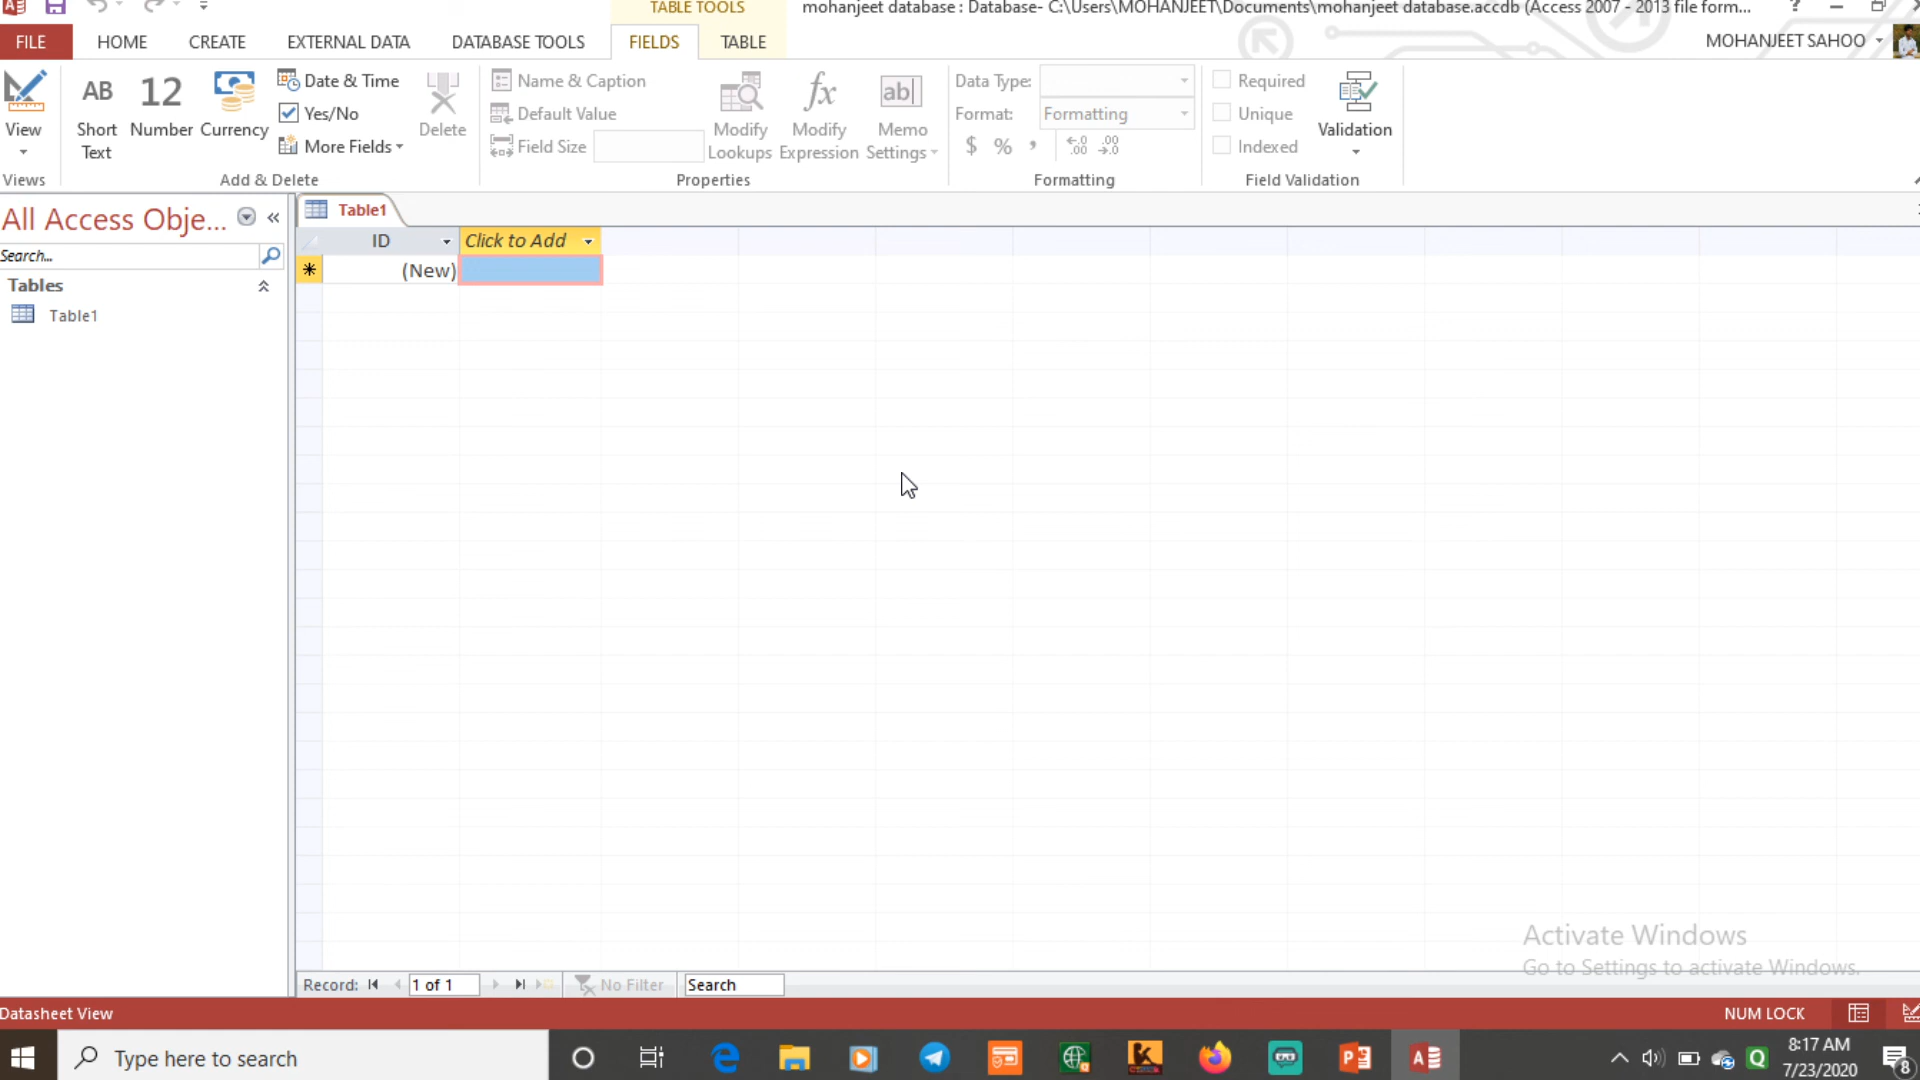 TABLE TOOLS
mohanjeet database : Database- C:\Users\MOHANJEET\Documents\mohanjeet database.accdb (Access 2007 - 2013 file form... ?
FILE HOME CREATE EXTERNAL DATA DATABASE TOOLS FIELDS TABLE MOHANJEET SAHOO
View
Views
AB Short Text
12 Number
Currency
Date & Time
Yes/No
More Fields
Delete
Add & Delete
Name & Caption
Default Value
Field Size
Modify Lookups
fx Modify Expression
ab| Memo Settings
Properties
Data Type:
Format: Formatting
$ % , ←.0 .00 .00 →.0
Formatting
Required
Unique
Indexed
Validation
Field Validation
All Access Obje... «
Search...
Tables
Table1
Table1
ID Click to Add
* (New)
Activate Windows
Go to Settings to activate Windows.
Record: 1 of 1 No Filter Search
Datasheet View NUM LOCK
Type here to search
8:17 AM
7/23/2020
8